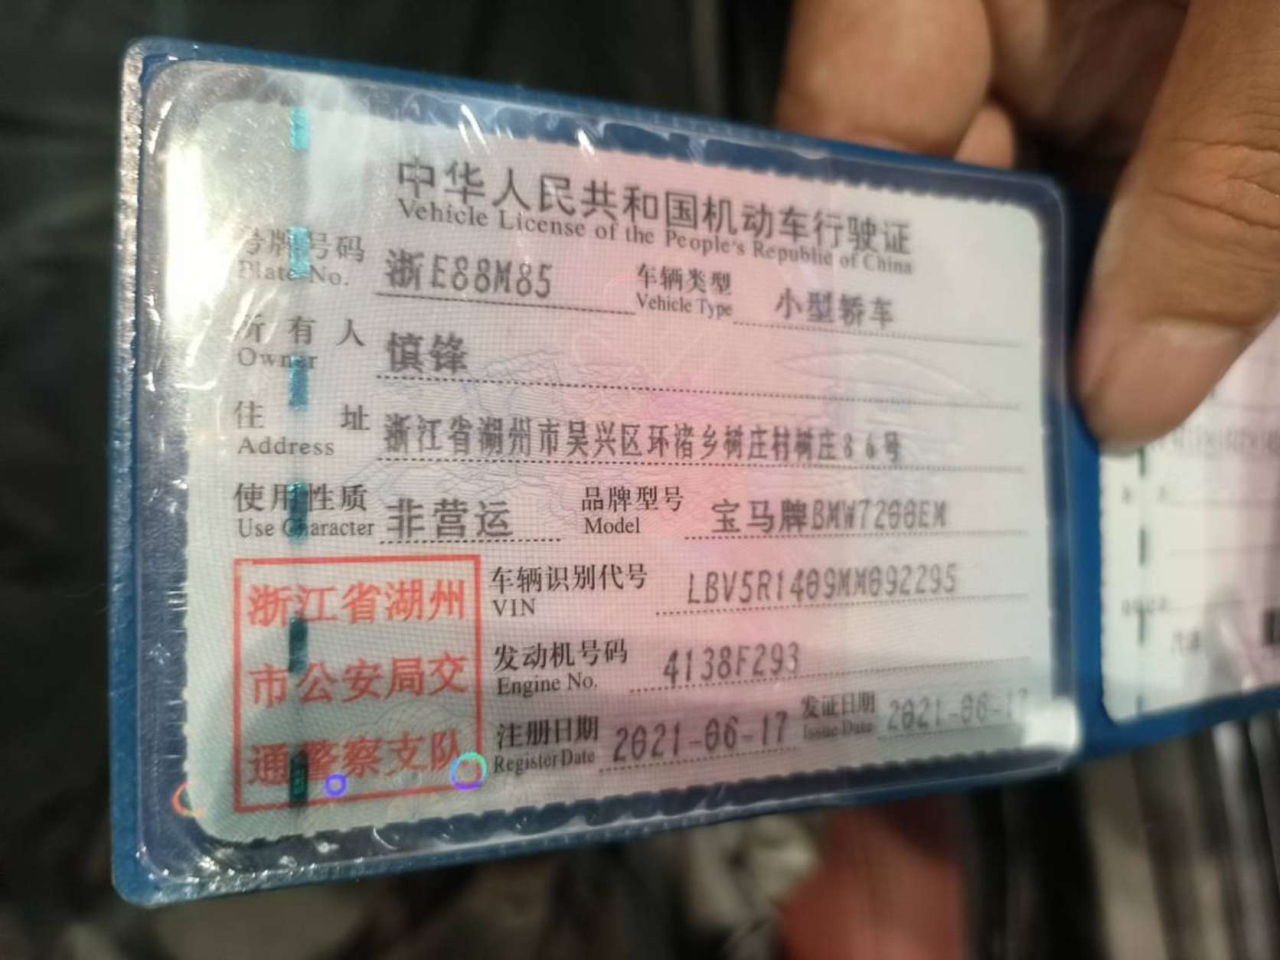 中华人民共和国机动车行驶证
Vehicle License of the People's Republic of China
号牌号码 浙E88M85 车辆类型 小型轿车
Plate No. Vehicle Type
所有人 慎锋
Owner
住址 浙江省湖州市吴兴区环渚乡树庄村树庄86号
Address
使用性质 非营运 品牌型号 宝马牌BMW7200EM
Use Character Model
浙江省湖州
市公安局交
通警察支队
车辆识别代号 LBV5R1409MM092295
VIN
发动机号码 4138F293
Engine No.
注册日期 2021-06-17 发证日期 2021-06-17
Register Date Issue Date